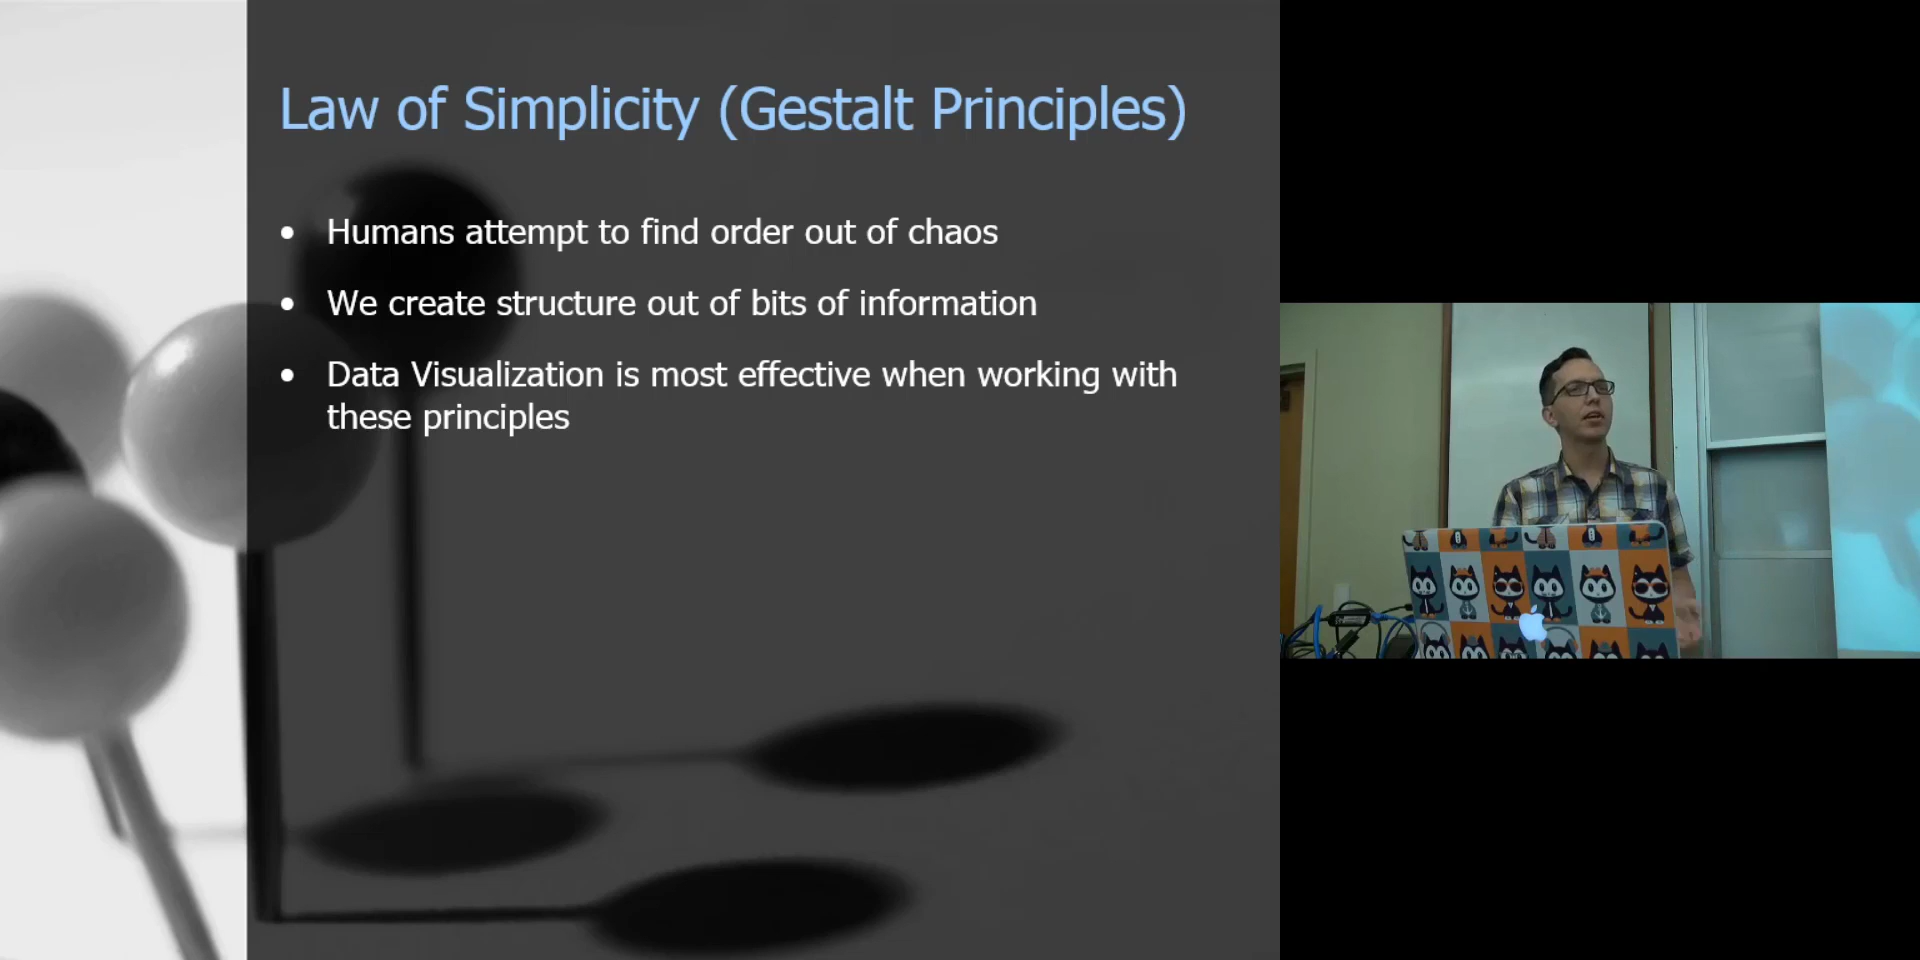 Law of Simplicity (Gestalt Principles)
• Humans attempt to find order out of chaos
• We create structure out of bits of information
• Data Visualization is most effective when working with
these principles